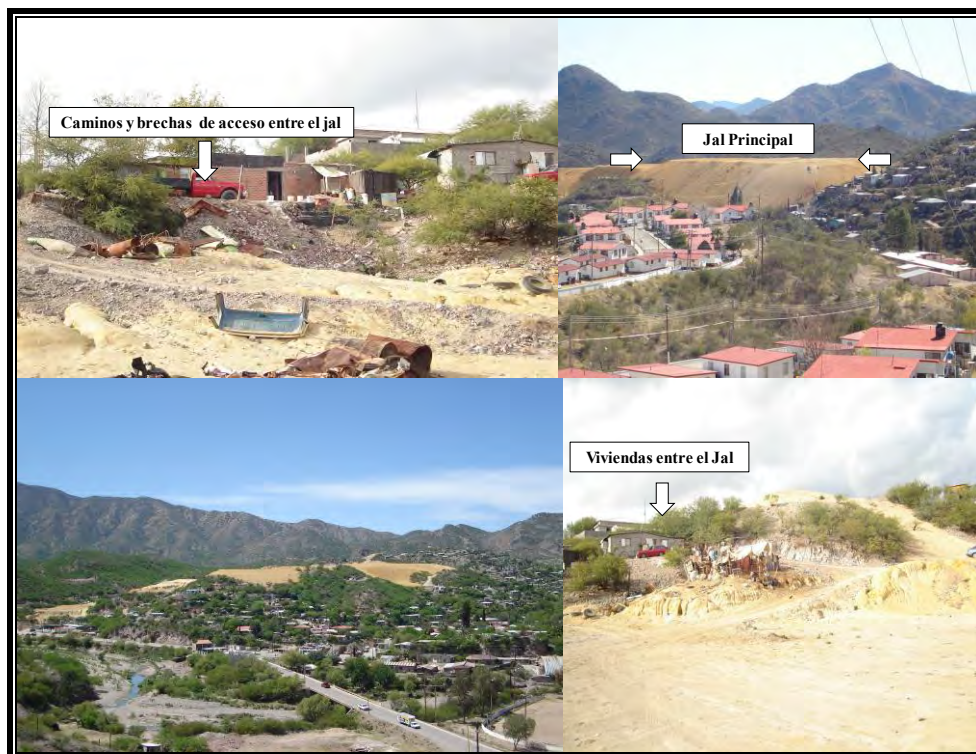 Caminos y brechas de acceso entre el jal
Jal Principal
Viviendas entre el Jal